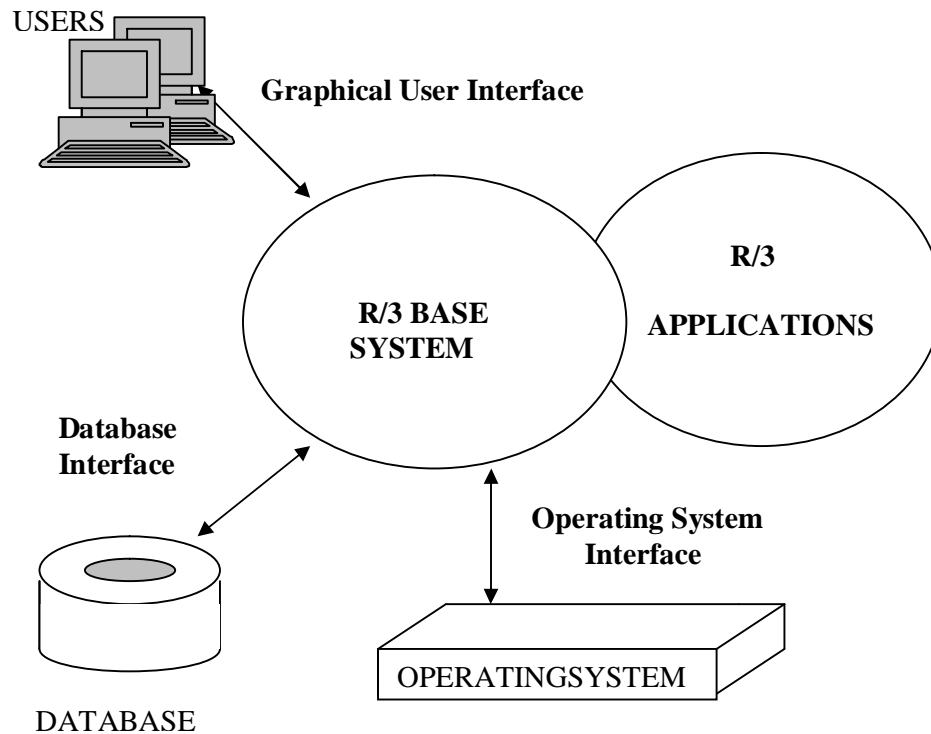 USERS
Graphical User Interface
R/3
APPLICATIONS
R/3 BASE
SYSTEM
Database
Interface
Operating System
Interface
OPERATINGSYSTEM
DATABASE